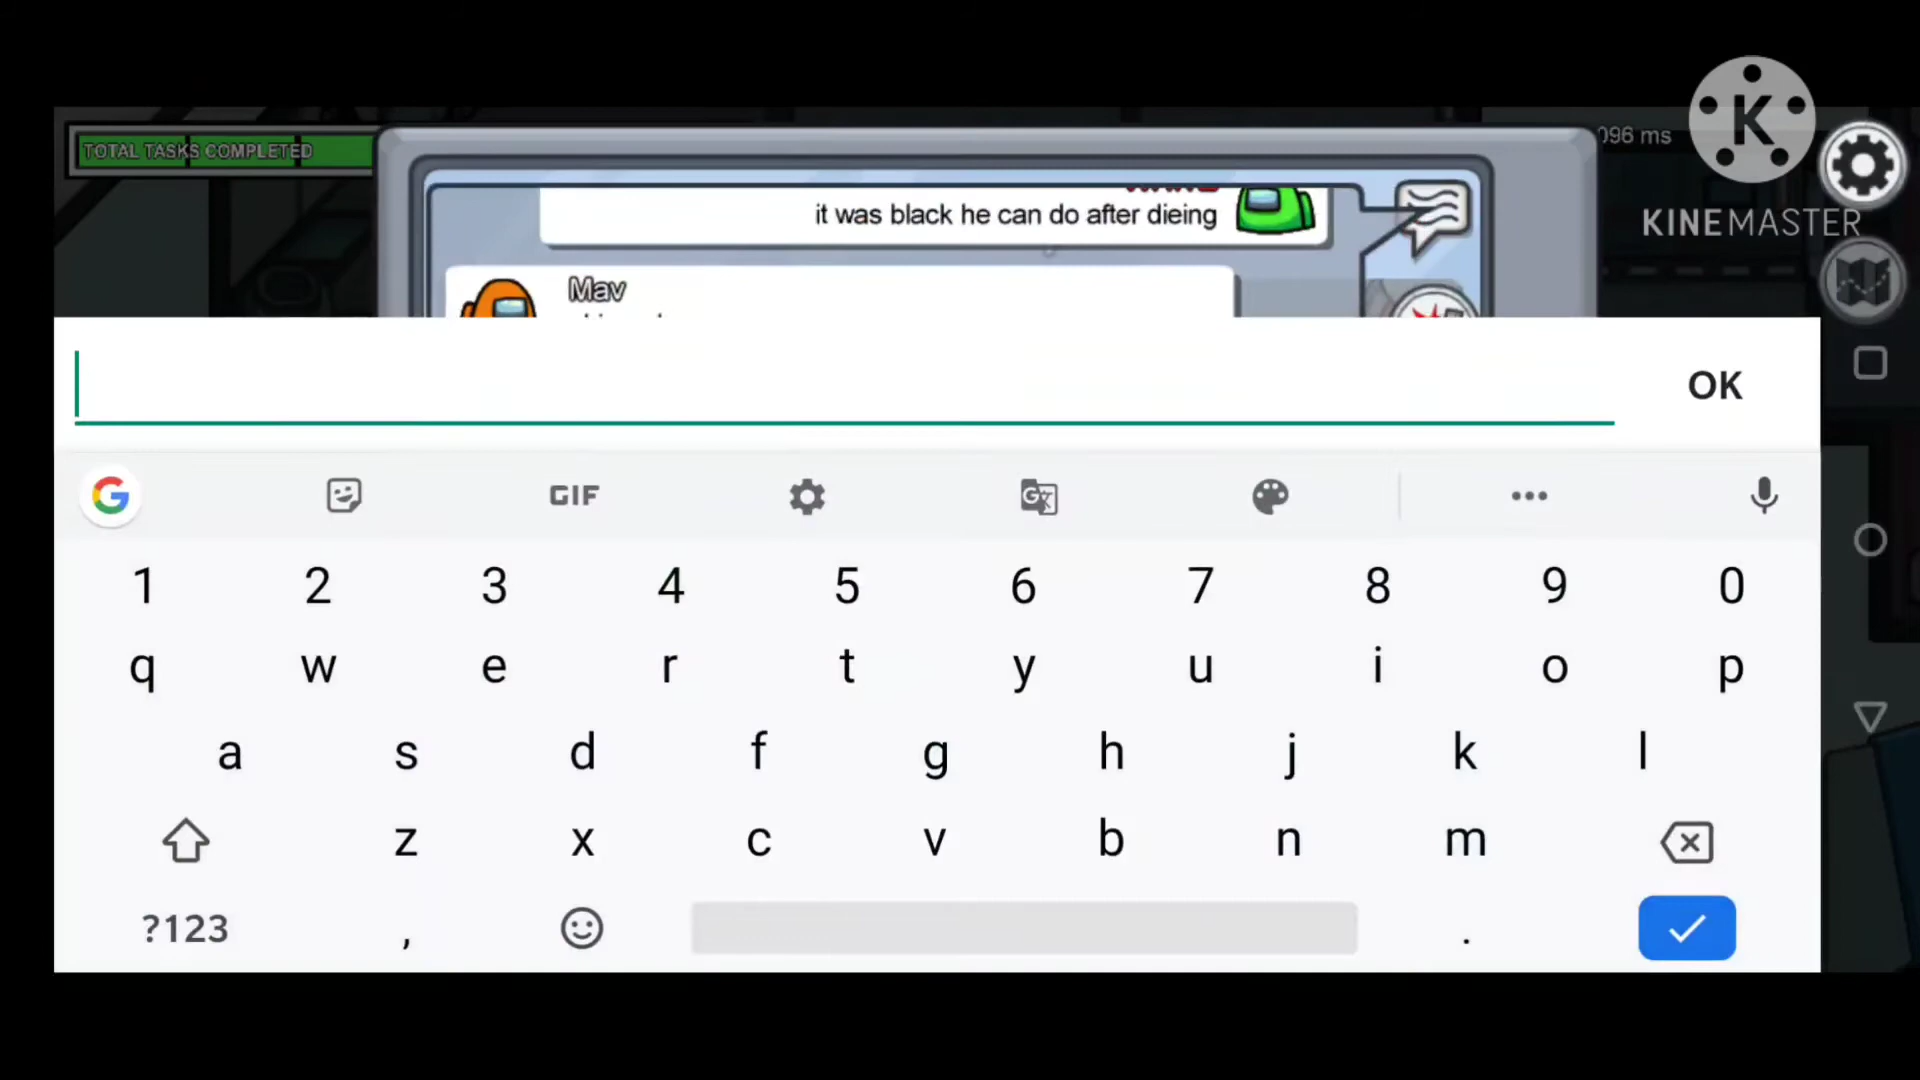 TOTAL TASKS COMPLETED
096 ms
K
KINEMASTER
it was black he can do after dieing
Mav
OK
G
GIF
1 2 3 4 5 6 7 8 9 0
q w e r t y u i o p
a s d f g h j k l
z x c v b n m
?123 , .